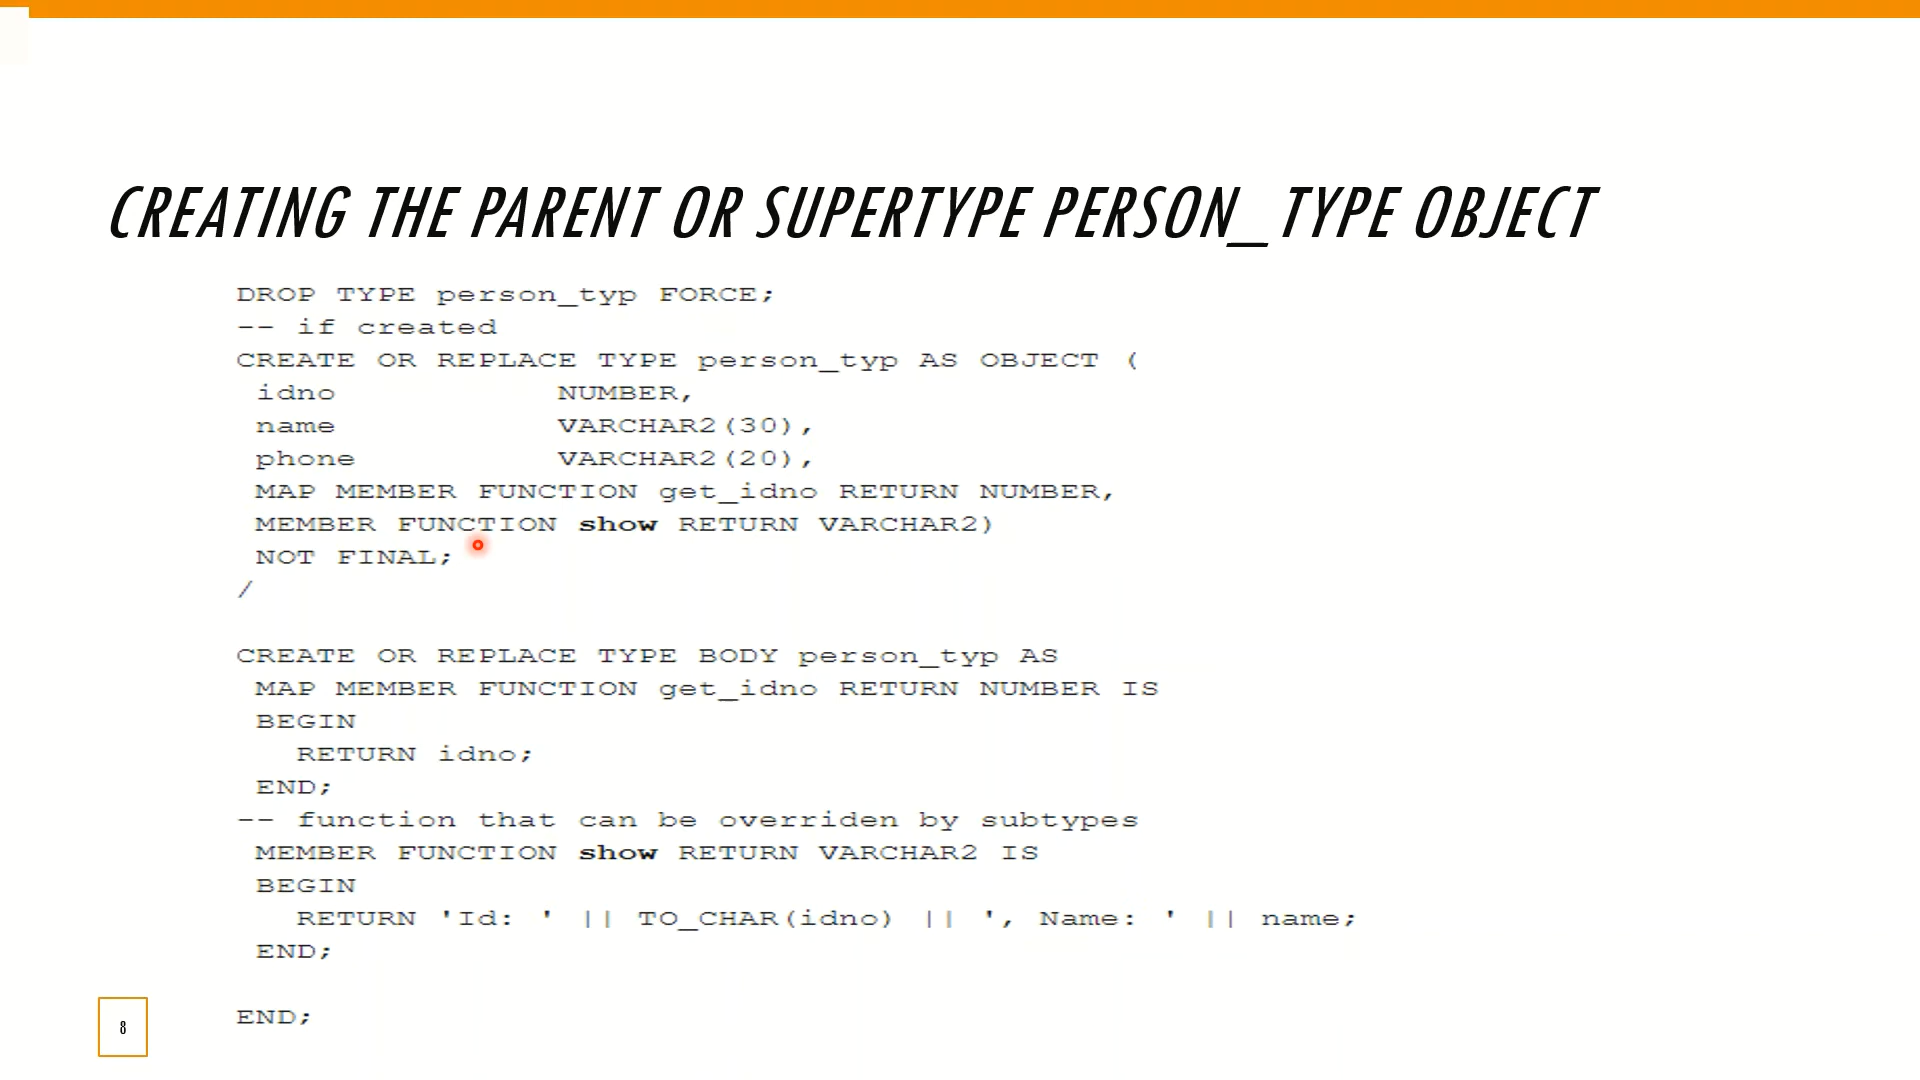 CREATING THE PARENT OR SUPERTYPE PERSON_TYPE OBJECT
DROP TYPE person_typ FORCE;
-- if created
CREATE OR REPLACE TYPE person_typ AS OBJECT (
idno NUMBER,
name VARCHAR2(30),
phone VARCHAR2(20),
MAP MEMBER FUNCTION get_idno RETURN NUMBER,
MEMBER FUNCTION show RETURN VARCHAR2)
NOT FINAL;
/
CREATE OR REPLACE TYPE BODY person_typ AS
MAP MEMBER FUNCTION get_idno RETURN NUMBER IS
BEGIN
RETURN idno;
END;
-- function that can be overriden by subtypes
MEMBER FUNCTION show RETURN VARCHAR2 IS
BEGIN
RETURN 'Id: ' || TO_CHAR(idno) || ', Name: ' || name;
END;
END;
8